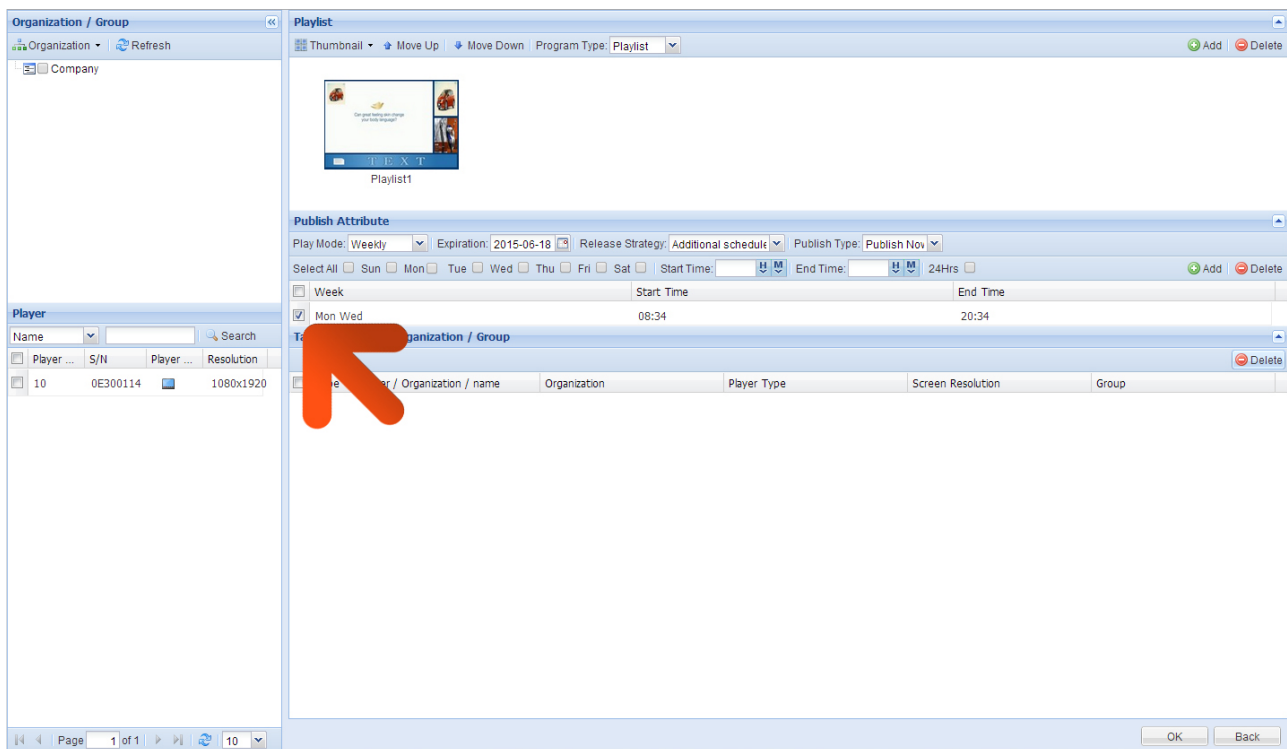 Organization / Group
Organization Refresh
Company
Player
Name Search
Player ... S/N Player ... Resolution
10 0E300114 1080x1920
Page 1 of 1 10
Playlist
Thumbnail Move Up Move Down Program Type: Playlist Add Delete
Can great feeling skin change
your body language?
TEXT
Playlist1
Publish Attribute
Play Mode: Weekly Expiration: 2015-06-18 Release Strategy: Additional schedule Publish Type: Publish Nov
Select All Sun Mon Tue Wed Thu Fri Sat Start Time: H M End Time: H M 24Hrs Add Delete
Week Start Time End Time
Mon Wed 08:34 20:34
ganization / Group
Delete
/ Organization / name Organization Player Type Screen Resolution Group
OK Back